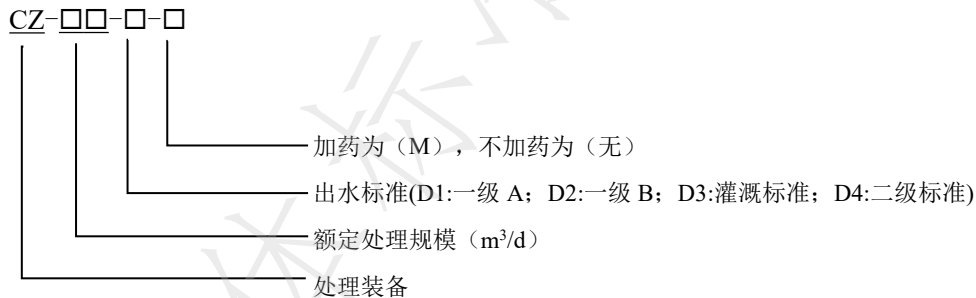 CZ-□□-□-□
加药为（M），不加药为（无）
出水标准(D1:一级 A；D2:一级 B；D3:灌溉标准；D4:二级标准)
额定处理规模（m³/d）
处理装备